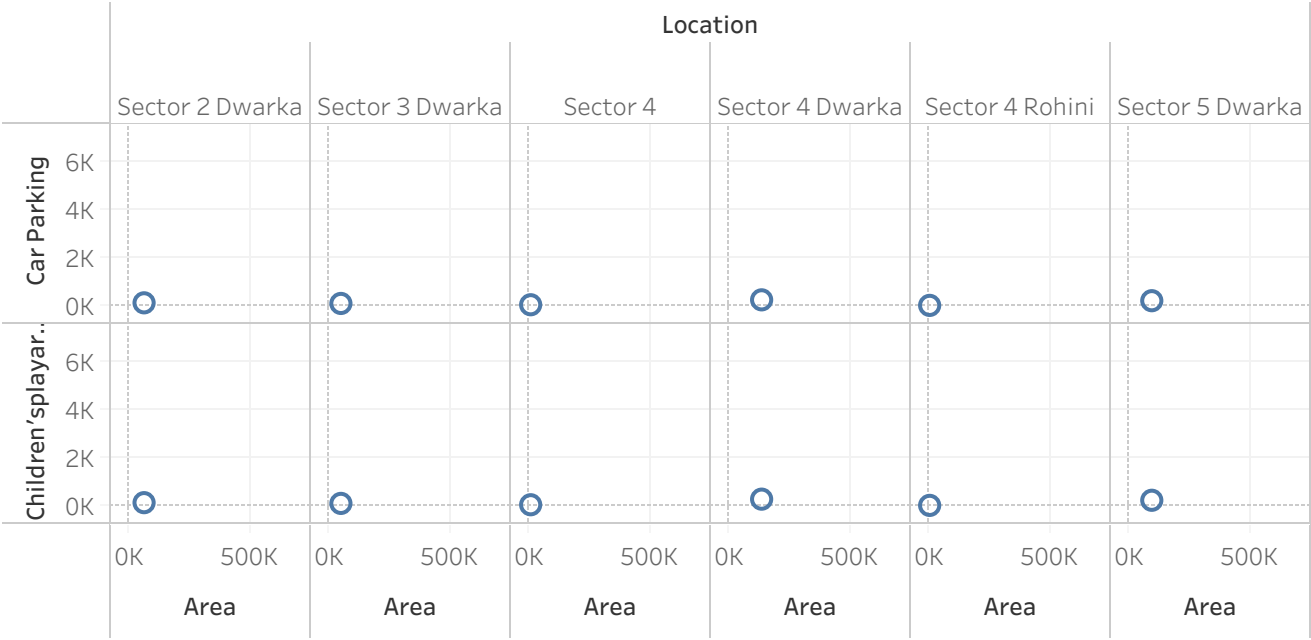 Location
Sector 2 Dwarka Sector 3 Dwarka Sector 4 Sector 4 Dwarka Sector 4 Rohini Sector 5 Dwarka
Car Parking
6K
4K
2K
0K
Children'splayar..
6K
4K
2K
0K
0K 500K 0K 500K 0K 500K 0K 500K 0K 500K 0K 500K
Area Area Area Area Area Area